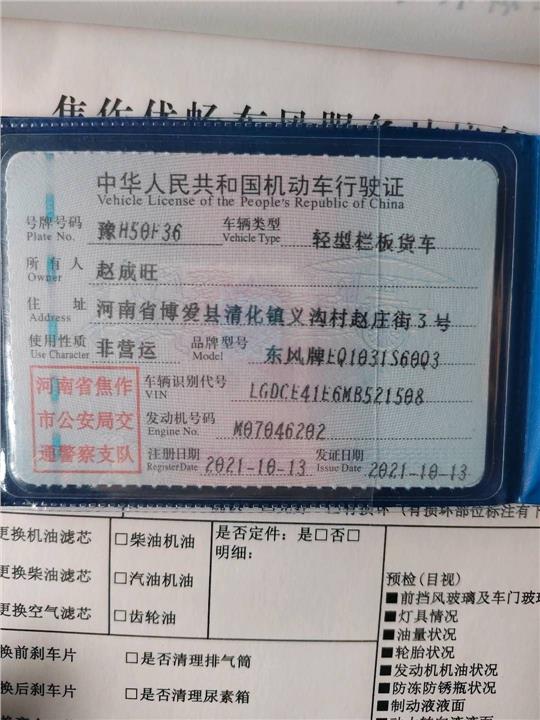 中华人民共和国机动车行驶证
Vehicle License of the People's Republic of China
号牌号码 豫H50F36 车辆类型 轻型栏板货车
Plate No. Vehicle Type
所有人 赵成旺
Owner
住址 河南省博爱县清化镇义沟村赵庄街3号
Address
使用性质 非营运 品牌型号 东风牌EQ1031S60Q3
Use Character Model
河南省焦作
市公安局交
通警察支队
车辆识别代号 LGDCE41E6MB521508
VIN
发动机号码 M07046202
Engine No.
注册日期 2021-10-13 发证日期 2021-10-13
Register Date Issue Date
(有损坏部位标注有下
更换机油滤芯 □柴油机油 是否定件：是□否□
明细：
更换柴油滤芯 □汽油机油
更换空气滤芯 □齿轮油
换前刹车片 □是否清理排气筒
换后刹车片 □是否清理尿素箱
预检(目视)
■前挡风玻璃及车门玻
■灯具情况
■油量状况
■轮胎状况
■发动机机油状况
■防冻防锈瓶状况
■制动液液面